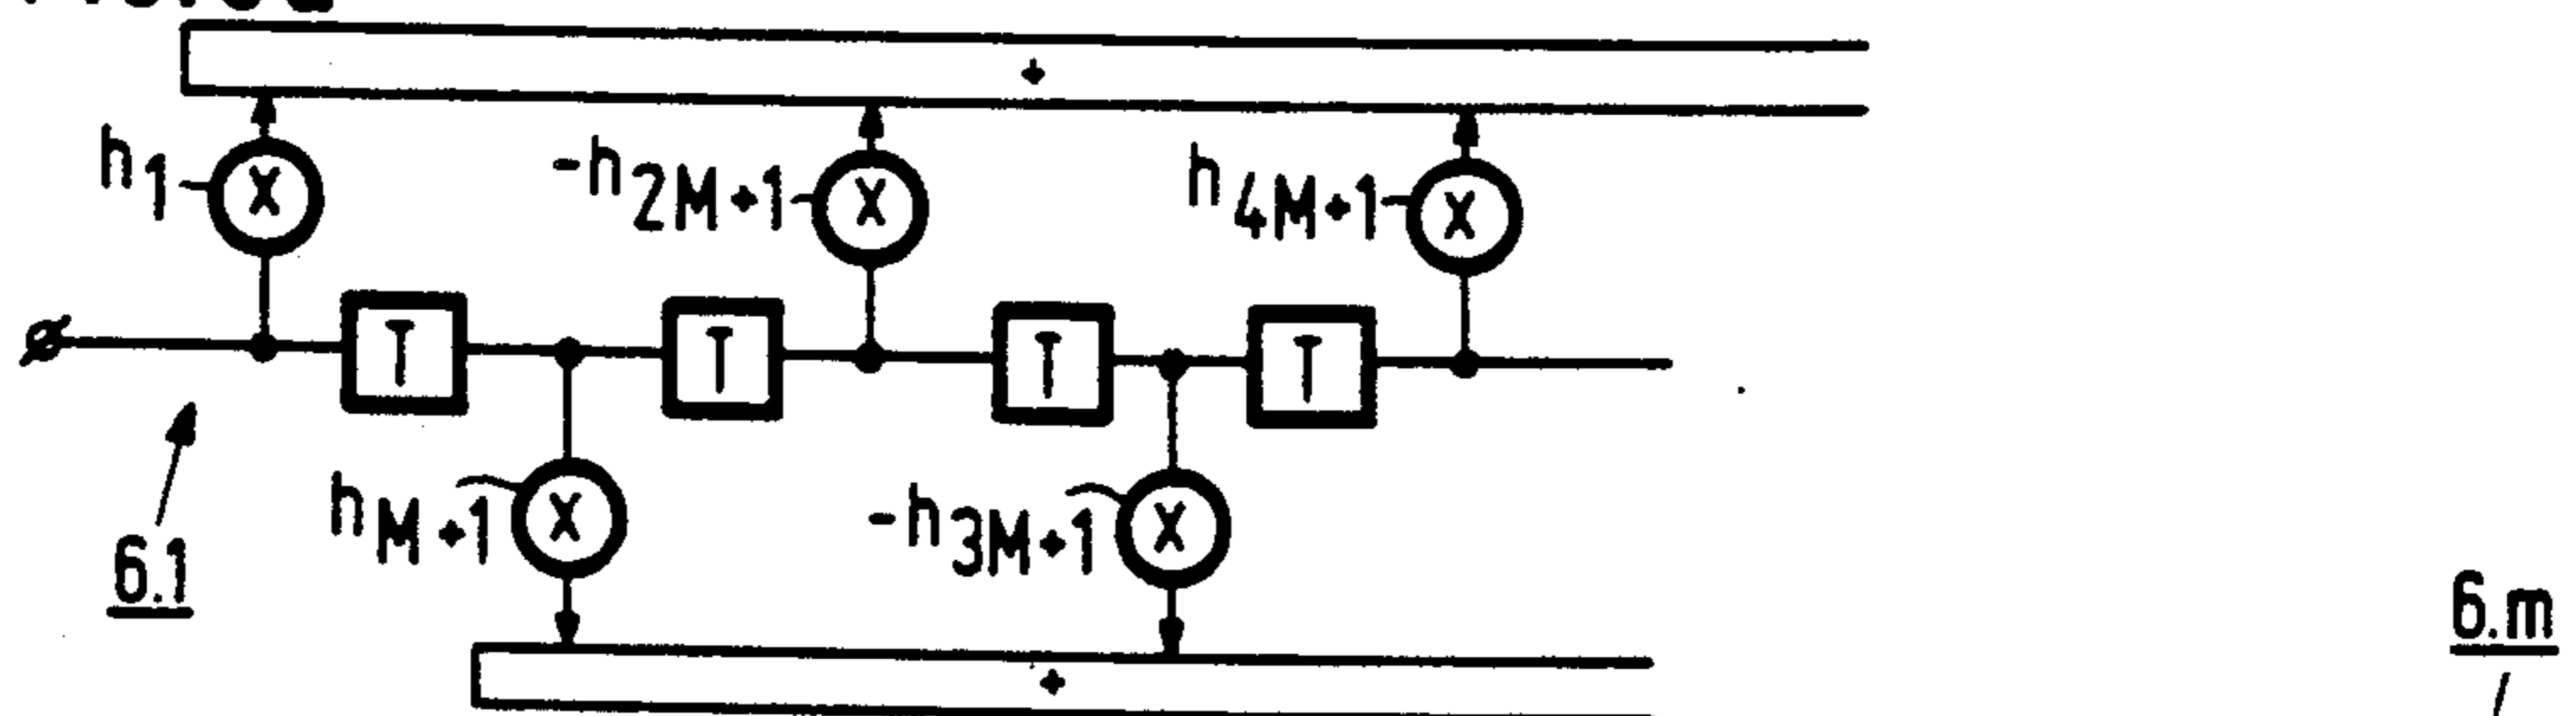 +
h1 X -h2M+1 X h4M+1 X
T T T T
hM+1 X -h3M+1 X
6.1
6.m
+